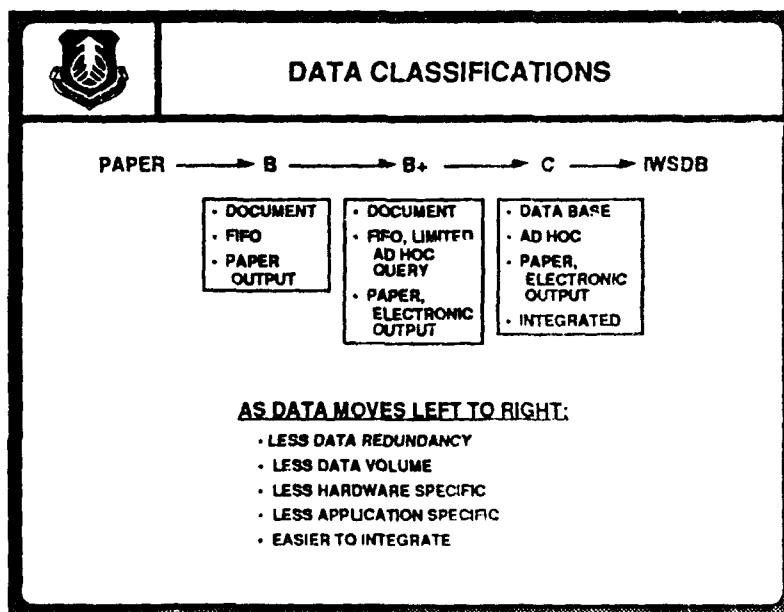 DATA CLASSIFICATIONS
PAPER B B+ C IWSDB
• DOCUMENT
• FIFO
• PAPER
OUTPUT
• DOCUMENT
• FIFO, LIMITED
AD HOC
QUERY
• PAPER,
ELECTRONIC
OUTPUT
• DATA BASE
• AD HOC
• PAPER,
ELECTRONIC
OUTPUT
• INTEGRATED
AS DATA MOVES LEFT TO RIGHT:
• LESS DATA REDUNDANCY
• LESS DATA VOLUME
• LESS HARDWARE SPECIFIC
• LESS APPLICATION SPECIFIC
• EASIER TO INTEGRATE